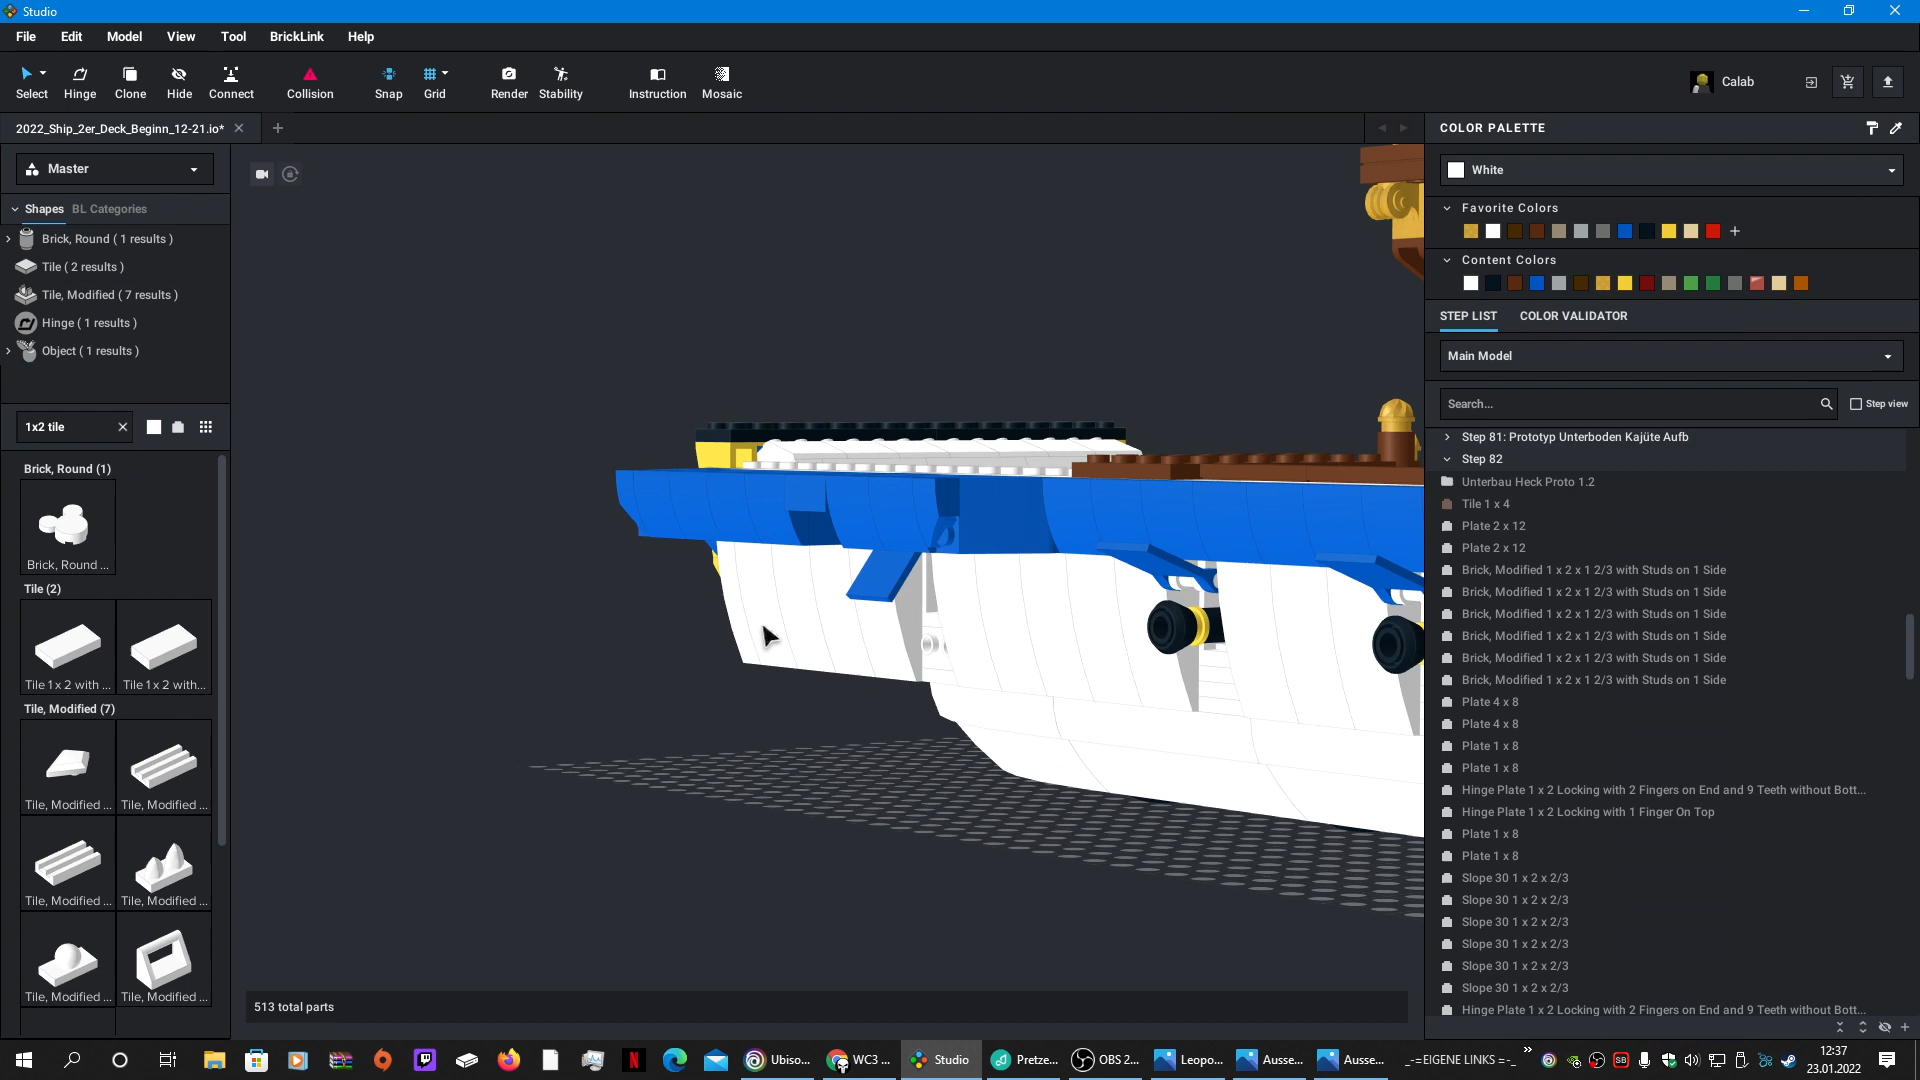 Studio
File Edit Model View Tool BrickLink Help
Select Hinge Clone Hide Connect Collision Snap Grid Render Stability Instruction Mosaic
Calab
2022_Ship_2er_Deck_Beginn_12-21.io*
Master
Shapes BL Categories
Brick, Round ( 1 results )
Tile ( 2 results )
Tile, Modified ( 7 results )
Hinge ( 1 results )
Object ( 1 results )
1x2 tile
Brick, Round (1)
Brick, Round ...
Tile (2)
Tile 1 x 2 with ... Tile 1 x 2 with...
Tile, Modified (7)
Tile, Modified ... Tile, Modified ...
Tile, Modified ... Tile, Modified ...
Tile, Modified ... Tile, Modified ...
513 total parts
COLOR PALETTE
White
Favorite Colors
Content Colors
STEP LIST COLOR VALIDATOR
Main Model
Search... Step view
Step 81: Prototyp Unterboden Kajüte Aufb
Step 82
Unterbau Heck Proto 1.2
Tile 1 x 4
Plate 2 x 12
Plate 2 x 12
Brick, Modified 1 x 2 x 1 2/3 with Studs on 1 Side
Brick, Modified 1 x 2 x 1 2/3 with Studs on 1 Side
Brick, Modified 1 x 2 x 1 2/3 with Studs on 1 Side
Brick, Modified 1 x 2 x 1 2/3 with Studs on 1 Side
Brick, Modified 1 x 2 x 1 2/3 with Studs on 1 Side
Brick, Modified 1 x 2 x 1 2/3 with Studs on 1 Side
Plate 4 x 8
Plate 4 x 8
Plate 1 x 8
Plate 1 x 8
Hinge Plate 1 x 2 Locking with 2 Fingers on End and 9 Teeth without Bott...
Hinge Plate 1 x 2 Locking with 1 Finger On Top
Plate 1 x 8
Plate 1 x 8
Slope 30 1 x 2 x 2/3
Slope 30 1 x 2 x 2/3
Slope 30 1 x 2 x 2/3
Slope 30 1 x 2 x 2/3
Slope 30 1 x 2 x 2/3
Slope 30 1 x 2 x 2/3
Hinge Plate 1 x 2 Locking with 2 Fingers on End and 9 Teeth without Bott...
Ubiso... WC3 ... Studio Pretze... OBS 2... Leopo... Ausse... Ausse... _-=EIGENE LINKS =-_ SB
12:37
23.01.2022